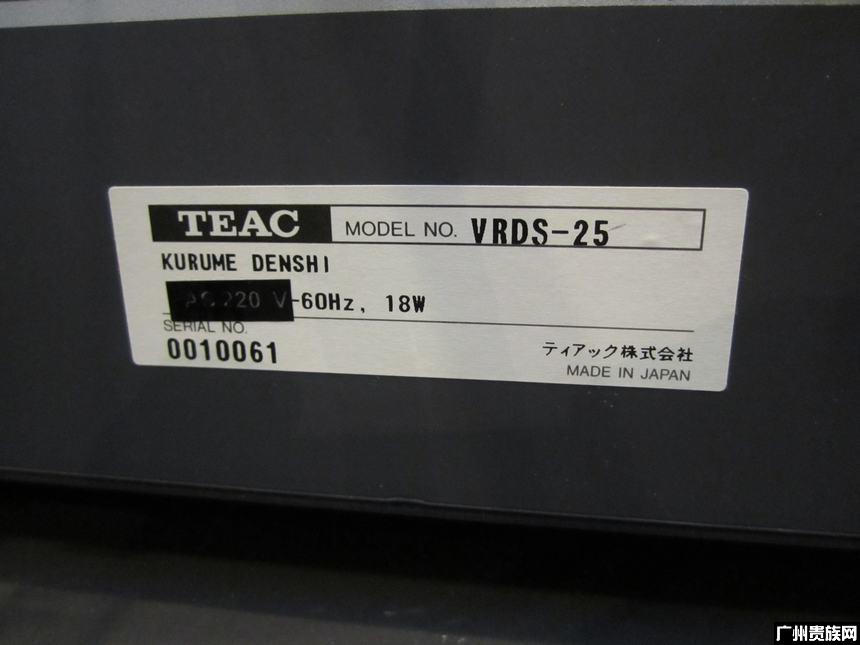 TEAC MODEL NO. VRDS-25
KURUME DENSHI
AC 220 V-60Hz, 18W
SERIAL NO.
0010061
ティアック株式会社
MADE IN JAPAN
广州贵族网